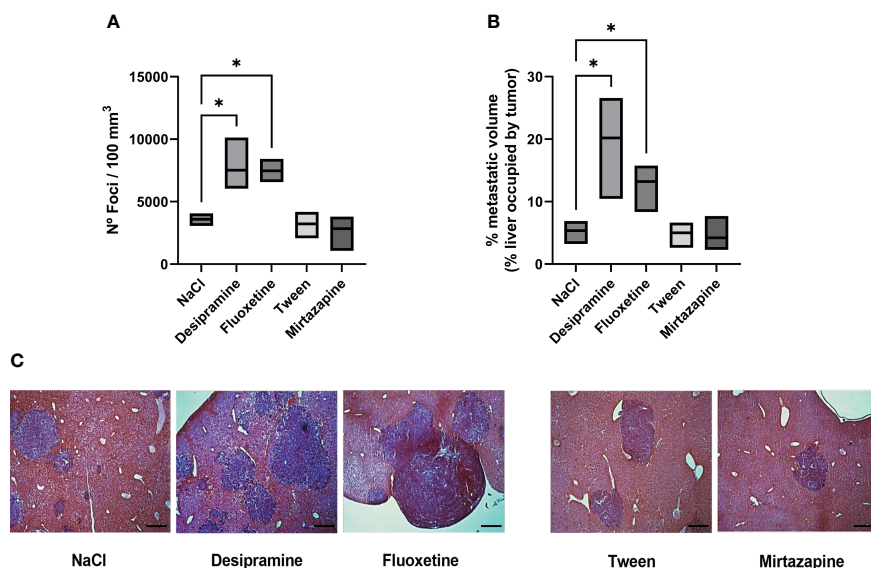 A
Nº Foci / 100 mm³
15000
10000
5000
0
*
*
NaCl
Desipramine
Fluoxetine
Tween
Mirtazapine
B
% metastatic volume
(% liver occupied by tumor)
30
20
10
0
*
*
NaCl
Desipramine
Fluoxetine
Tween
Mirtazapine
C
NaCl
Desipramine
Fluoxetine
Tween
Mirtazapine